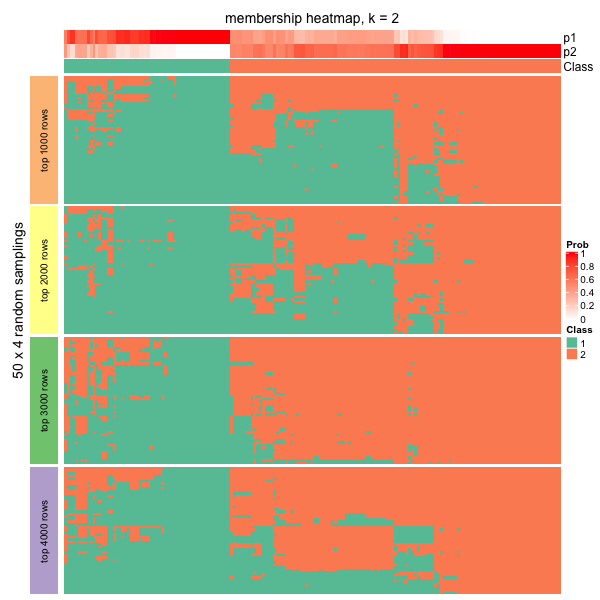 membership heatmap, k = 2
p1
p2
Class
50 x 4 random samplings
top 1000 rows
top 2000 rows
top 3000 rows
top 4000 rows
Prob
1
0.8
0.6
0.4
0.2
0
Class
1
2